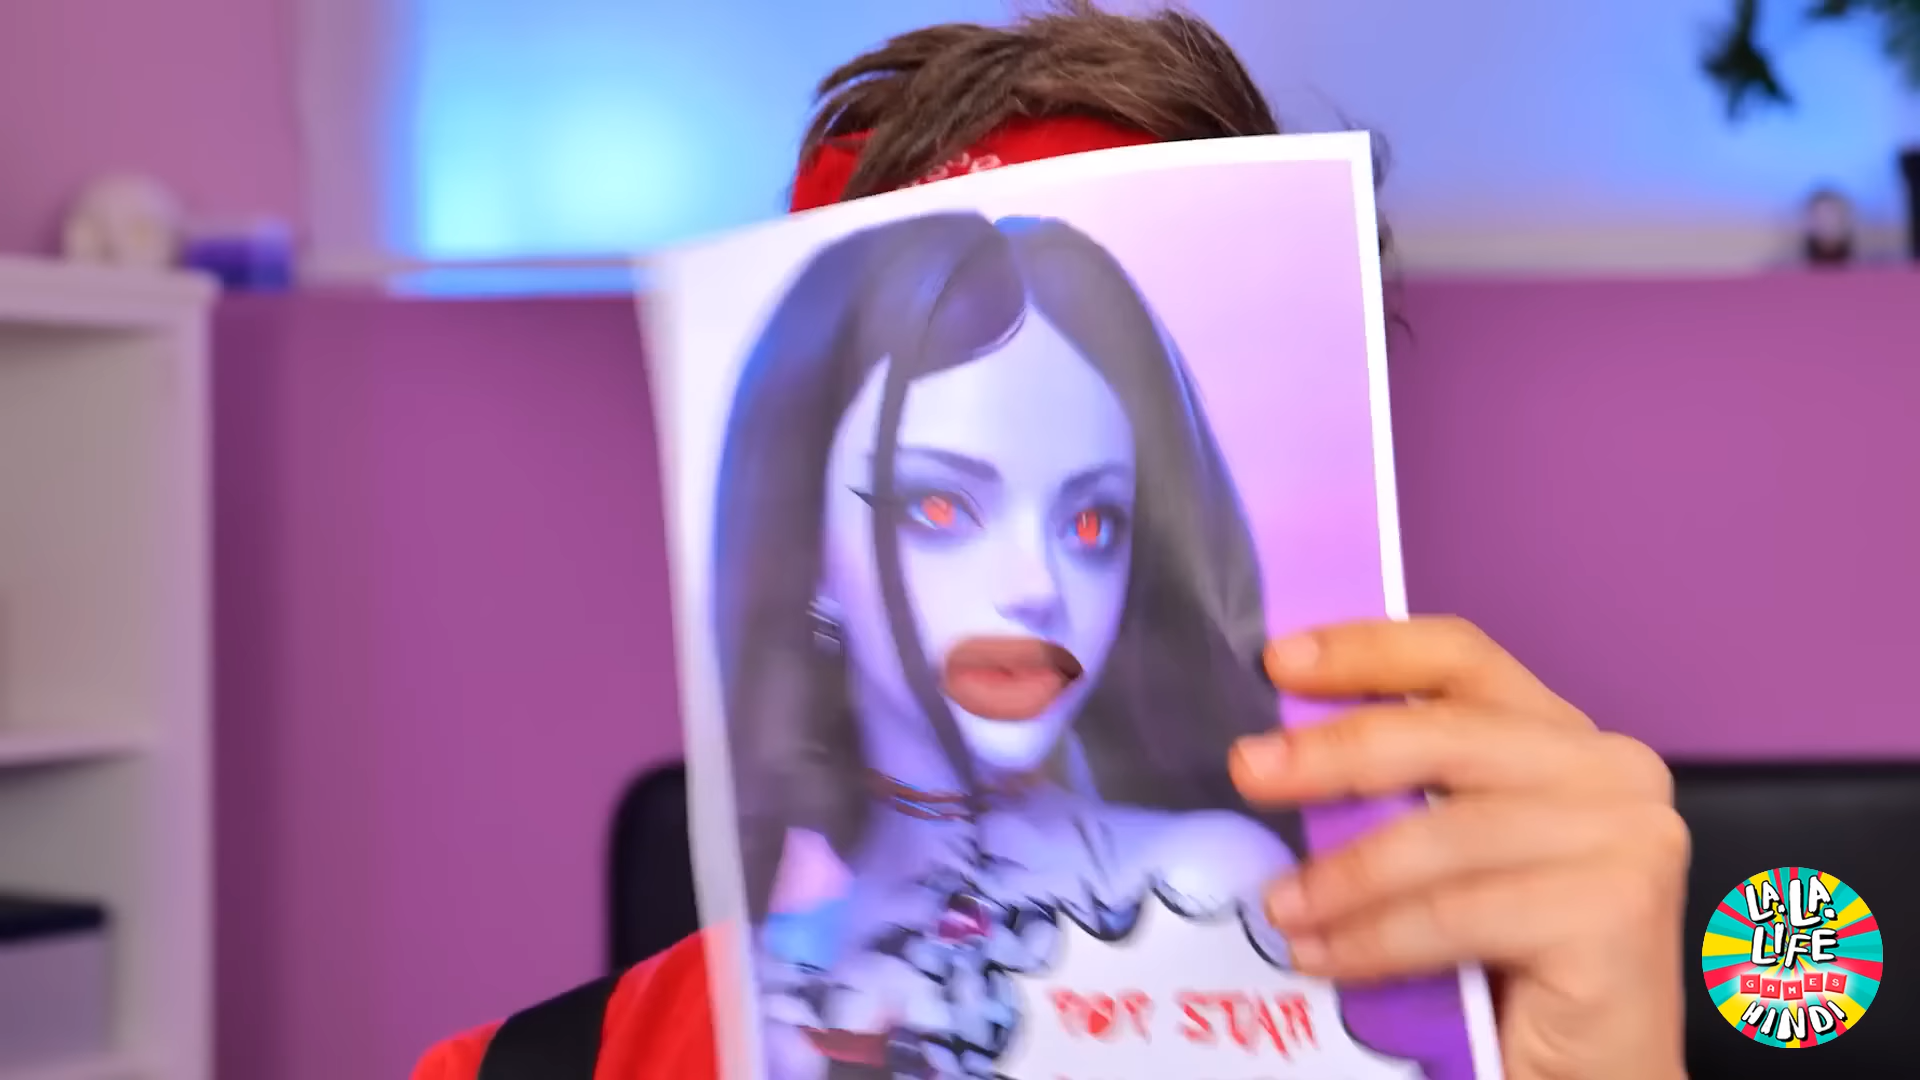 POP STAR
LA. LA.
LIFE
GAMES
HINDI